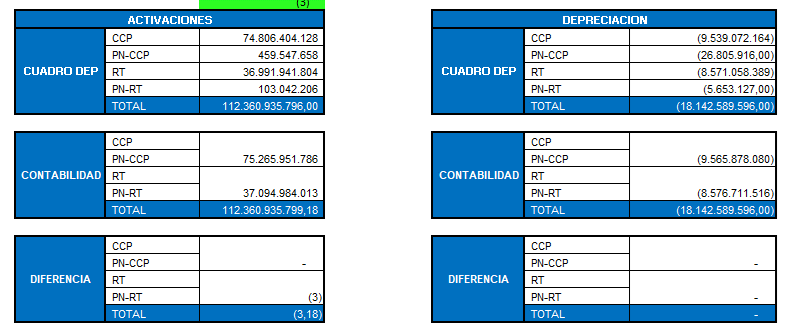 (3)
ACTIVACIONES
CUADRO DEP
CCP 74.806.404.128
PN-CCP 459.547.658
RT 36.991.941.804
PN-RT 103.042.206
TOTAL 112.360.935.796,00
CONTABILIDAD
CCP
PN-CCP 75.265.951.786
RT
PN-RT 37.094.984.013
TOTAL 112.360.935.799,18
DIFERENCIA
CCP
PN-CCP -
RT
PN-RT (3)
TOTAL (3,18)
DEPRECIACION
CUADRO DEP
CCP (9.539.072.164)
PN-CCP (26.805.916,00)
RT (8.571.058.389)
PN-RT (5.653.127,00)
TOTAL (18.142.589.596,00)
CONTABILIDAD
CCP
PN-CCP (9.565.878.080)
RT
PN-RT (8.576.711.516)
TOTAL (18.142.589.596,00)
DIFERENCIA
CCP
PN-CCP -
RT
PN-RT -
TOTAL -